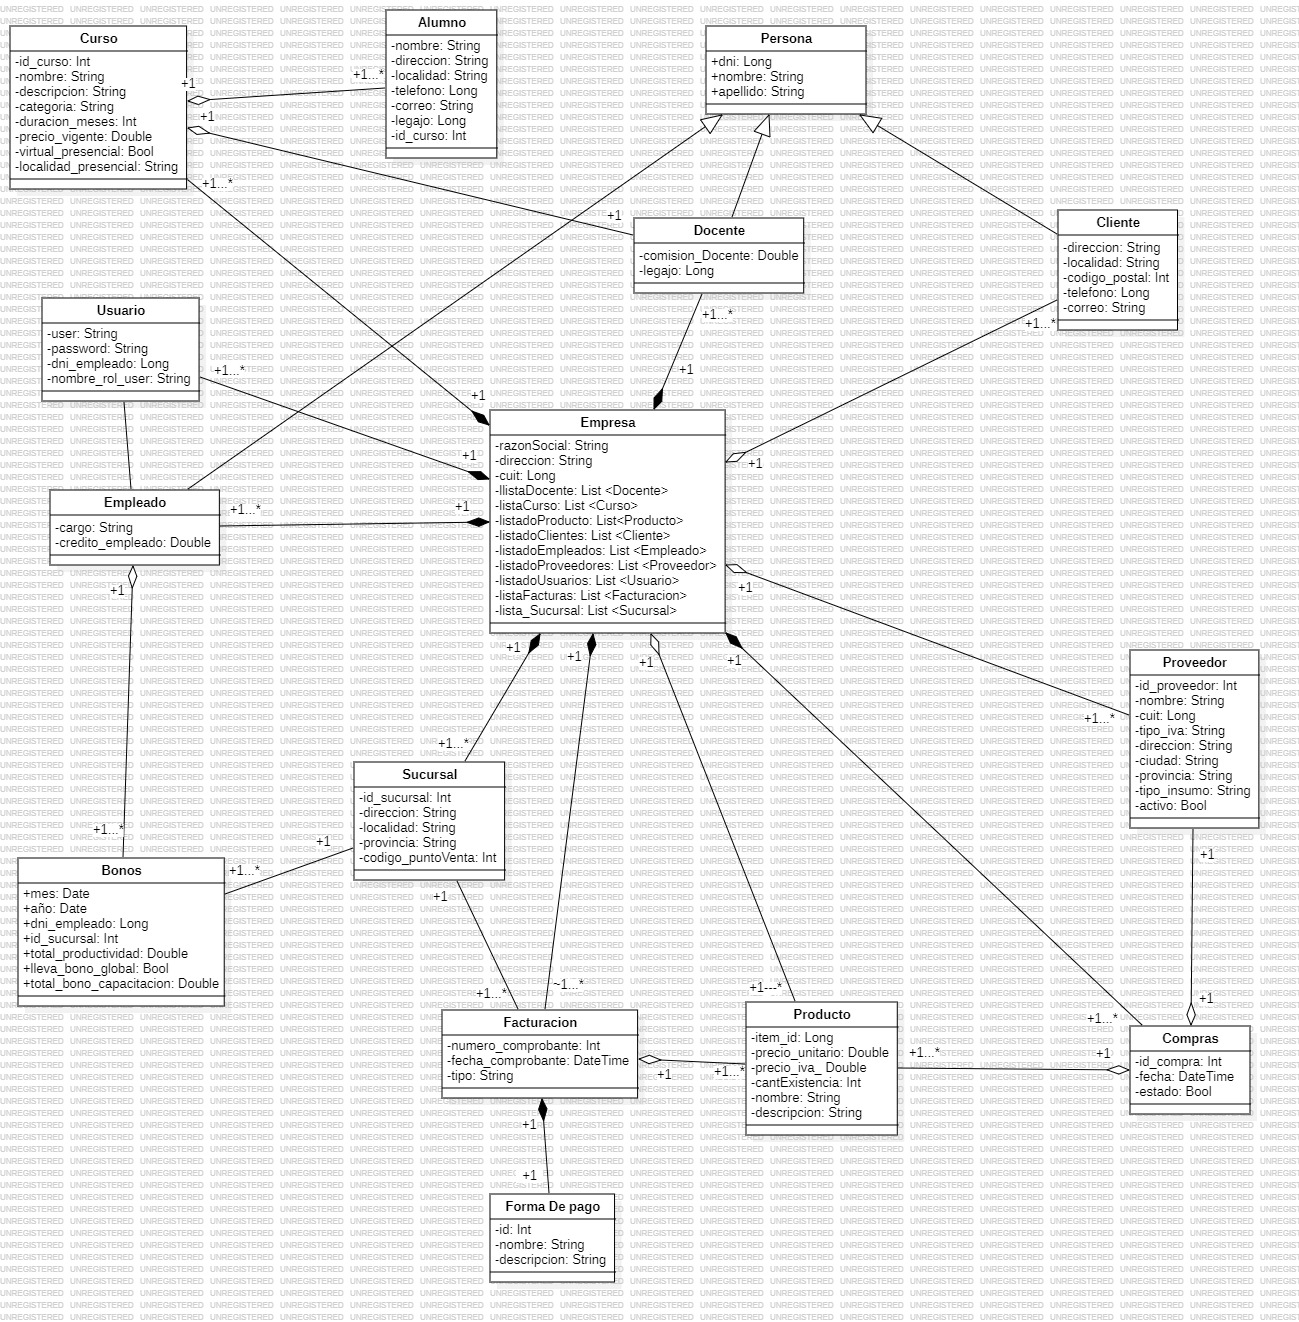 Curso
-id_curso: Int
-nombre: String
-descripcion: String
-categoria: String
-duracion_meses: Int
-precio_vigente: Double
-virtual_presencial: Bool
-localidad_presencial: String
Alumno
-nombre: String
-direccion: String
-localidad: String
-telefono: Long
-correo: String
-legajo: Long
-id_curso: Int
Persona
+dni: Long
+nombre: String
+apellido: String
+1
+1...*
+1
+1...*
+1
Docente
-comision_Docente: Double
-legajo: Long
Cliente
-direccion: String
-localidad: String
-codigo_postal: Int
-telefono: Long
-correo: String
Usuario
-user: String
-password: String
-dni_empleado: Long
-nombre_rol_user: String
+1...*
+1...*
+1...*
+1
+1
+1
+1
Empresa
-razonSocial: String
-direccion: String
-cuit: Long
-llistaDocente: List <Docente>
-listaCurso: List <Curso>
-listadoProducto: List<Producto>
-listadoClientes: List <Cliente>
-listadoEmpleados: List <Empleado>
-listadoProveedores: List <Proveedor>
-listadoUsuarios: List <Usuario>
-listaFacturas: List <Facturacion>
-lista_Sucursal: List <Sucursal>
Empleado
-cargo: String
-credito_empleado: Double
+1...*
+1
+1
+1
+1
+1
+1
+1
Proveedor
-id_proveedor: Int
-nombre: String
-cuit: Long
-tipo_iva: String
-direccion: String
-ciudad: String
-provincia: String
-tipo_insumo: String
-activo: Bool
+1...*
+1...*
Sucursal
-id_sucursal: Int
-direccion: String
-localidad: String
-provincia: String
-codigo_puntoVenta: Int
+1...*
+1
+1...*
+1
Bonos
+mes: Date
+año: Date
+dni_empleado: Long
+id_sucursal: Int
+total_productividad: Double
+lleva_bono_global: Bool
+total_bono_capacitacion: Double
+1
+1...*
~1...*
+1---*
+1
+1...*
Facturacion
-numero_comprobante: Int
-fecha_comprobante: DateTime
-tipo: String
Producto
-item_id: Long
-precio_unitario: Double
-precio_iva_ Double
-cantExistencia: Int
-nombre: String
-descripcion: String
Compras
-id_compra: Int
-fecha: DateTime
-estado: Bool
+1
+1...*
+1...*
+1
+1
+1
Forma De pago
-id: Int
-nombre: String
-descripcion: String
UNREGISTERED